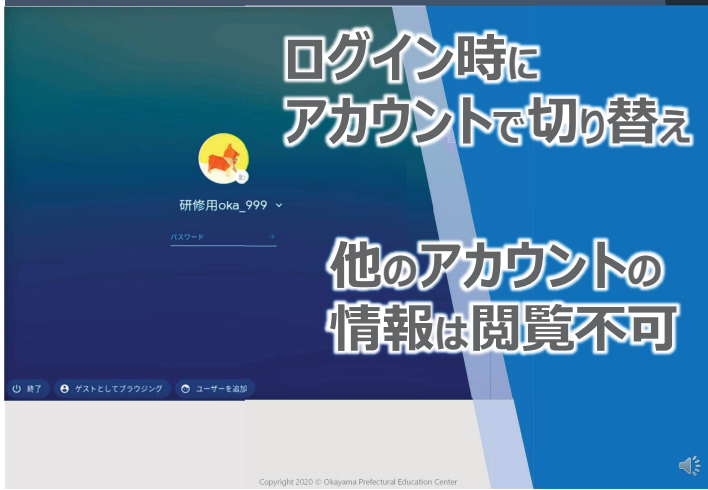 ログイン時に
アカウントで切り替え
研修用oka_999
パスワード
他のアカウントの
情報は閲覧不可
終了 ゲストとしてブラウジング ユーザーを追加
Copyright 2020 © Okayama Prefectural Education Center